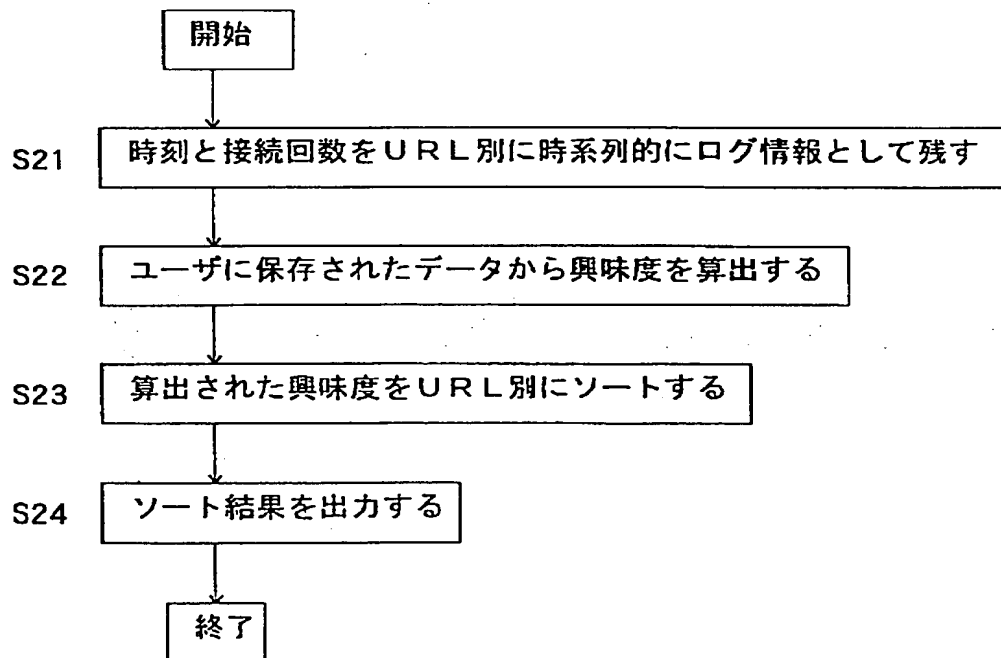 開始
S21 時刻と接続回数をURL別に時系列的にログ情報として残す
S22 ユーザに保存されたデータから興味度を算出する
S23 算出された興味度をURL別にソートする
S24 ソート結果を出力する
終了